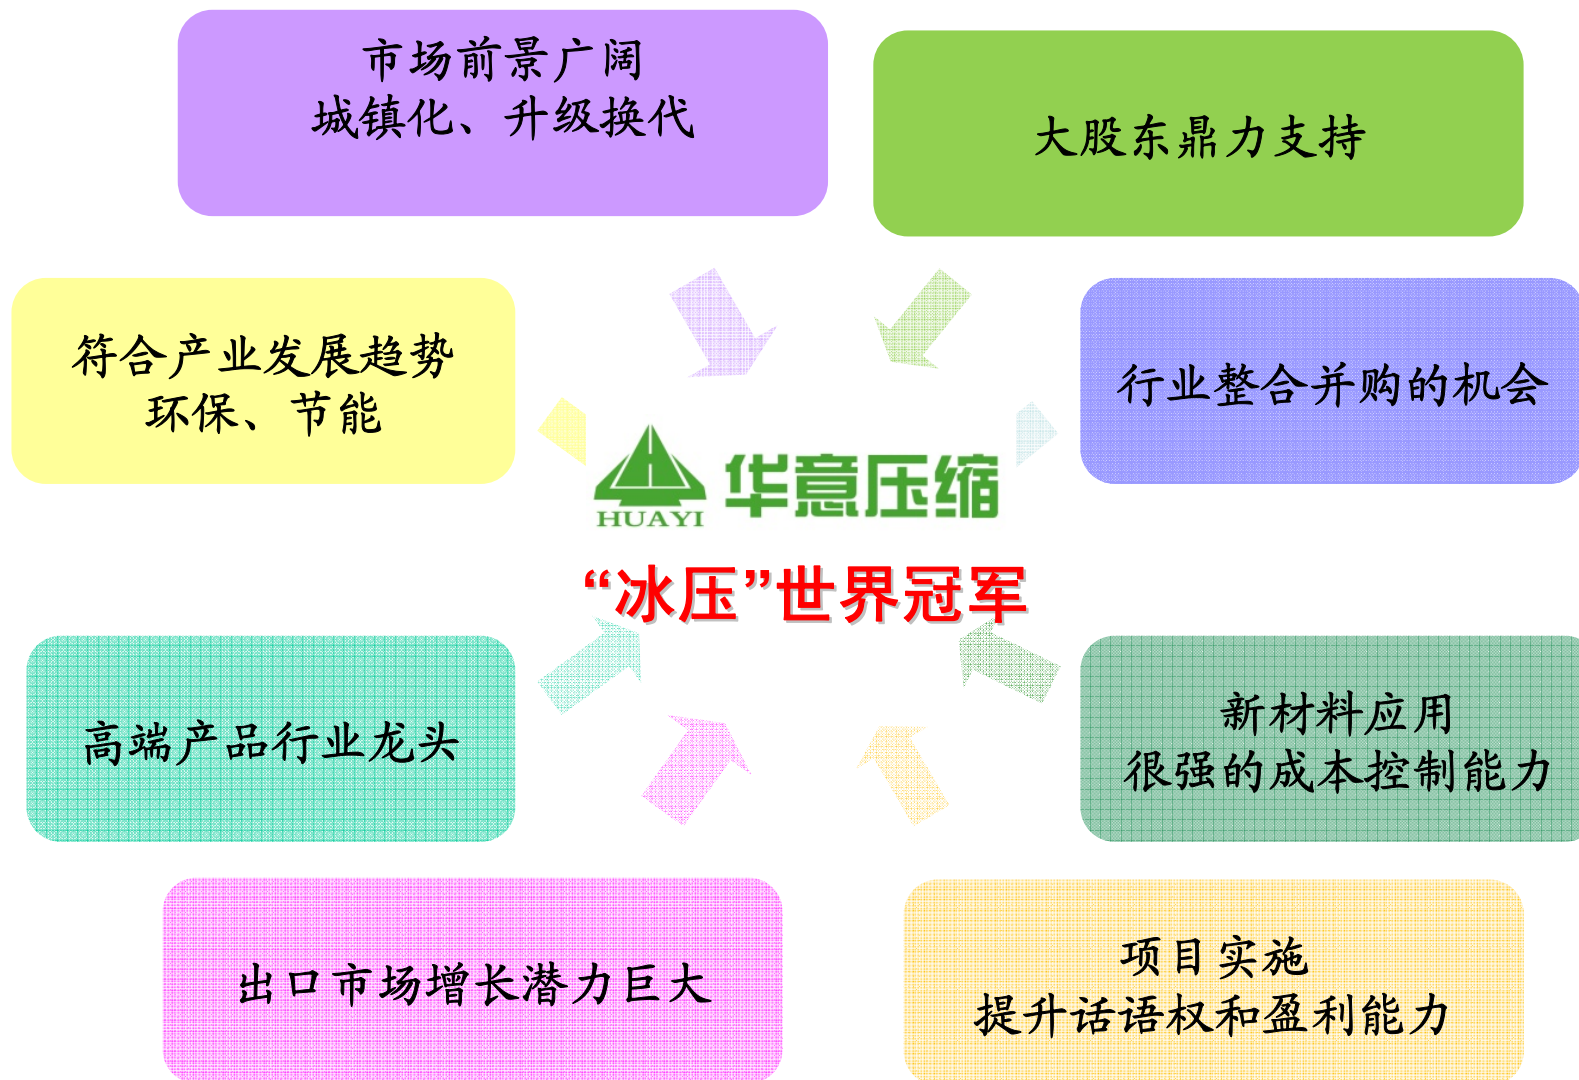 市场前景广阔
城镇化、升级换代
大股东鼎力支持
符合产业发展趋势
环保、节能
行业整合并购的机会
HUAYI
华意压缩
“冰压”世界冠军
高端产品行业龙头
新材料应用
很强的成本控制能力
出口市场增长潜力巨大
项目实施
提升话语权和盈利能力